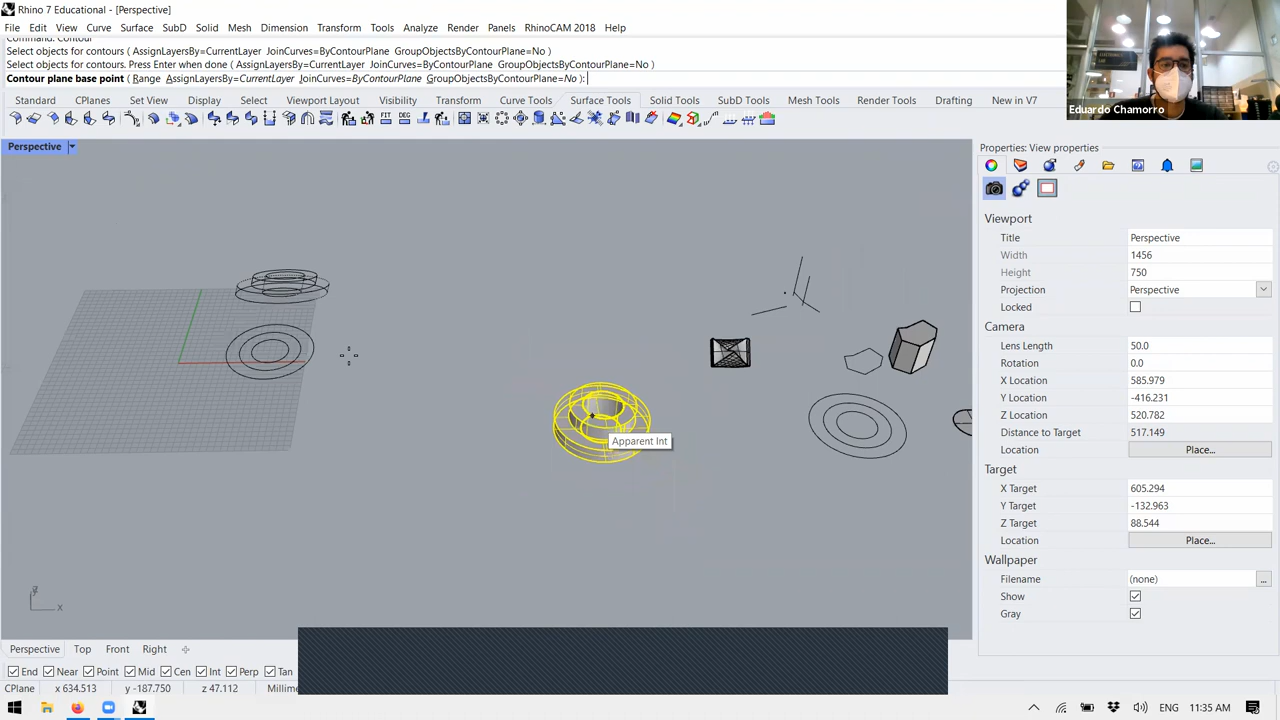 Rhino 7 Educational - [Perspective]
File Edit View Curve Surface SubD Solid Mesh Dimension Transform Tools Analyze Render Panels RhinoCAM 2018 Help
Select objects for contours ( AssignLayersBy=CurrentLayer JoinCurves=ByContourPlane GroupObjectsByContourPlane=No )
Select objects for contours. Press Enter when done ( AssignLayersBy=CurrentLayer JoinCurves=ByContourPlane GroupObjectsByContourPlane=No )
Contour plane base point ( Range AssignLayersBy=CurrentLayer JoinCurves=ByContourPlane GroupObjectsByContourPlane=No ):
Eduardo Chamorro
Standard CPlanes Set View Display Select Viewport Layout Visibility Transform Curve Tools Surface Tools Solid Tools SubD Tools Mesh Tools Render Tools Drafting New in V7
FIT DEG
Perspective
Properties: View properties
Viewport
Title Perspective
Width 1456
Height 750
Projection Perspective
Locked
Camera
Lens Length 50.0
Rotation 0.0
X Location 585.979
Y Location -416.231
Z Location 520.782
Distance to Target 517.149
Location Place...
Target
X Target 605.294
Y Target -132.963
Z Target 88.544
Location Place...
Wallpaper
Filename (none) ...
Show
Gray
Apparent Int
z
x
Perspective Top Front Right
End Near Point Mid Cen Int Perp Tan
CPlane x 634.513 y -187.750 z 47.112 Millime
ENG 11:35 AM